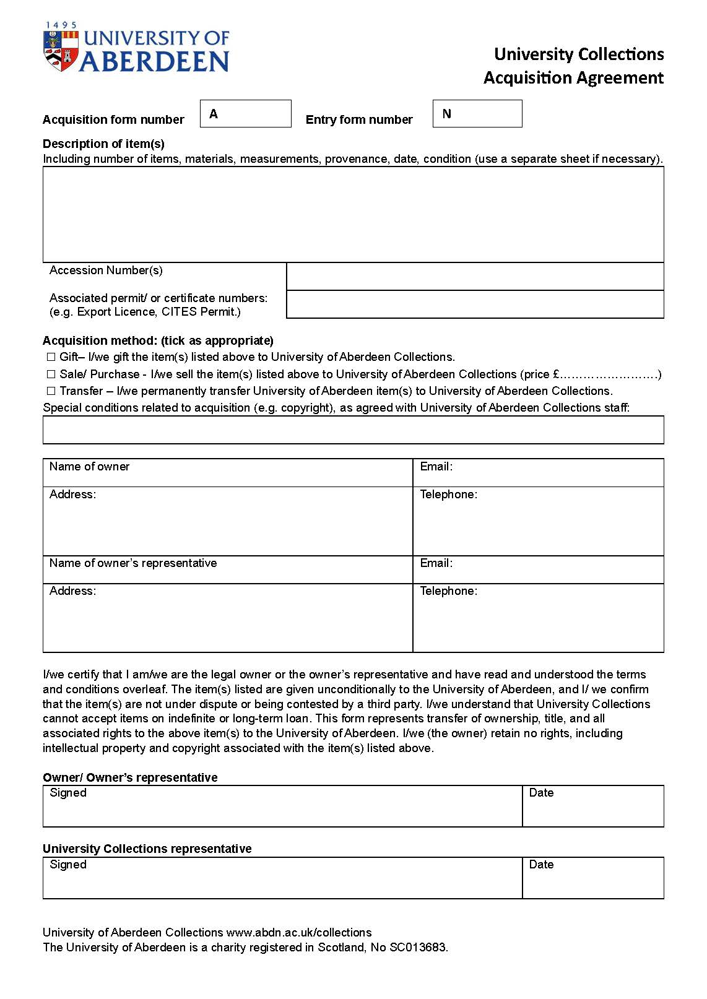 1495
UNIVERSITY OF
ABERDEEN
University Collections
Acquisition Agreement
Acquisition form number A Entry form number N
Description of item(s)
Including number of items, materials, measurements, provenance, date, condition (use a separate sheet if necessary).
Accession Number(s)
Associated permit/ or certificate numbers:
(e.g. Export Licence, CITES Permit.)
Acquisition method: (tick as appropriate)
☐ Gift– I/we gift the item(s) listed above to University of Aberdeen Collections.
☐ Sale/ Purchase - I/we sell the item(s) listed above to University of Aberdeen Collections (price £…………………….)
☐ Transfer – I/we permanently transfer University of Aberdeen item(s) to University of Aberdeen Collections.
Special conditions related to acquisition (e.g. copyright), as agreed with University of Aberdeen Collections staff:
Name of owner Email:
Address: Telephone:
Name of owner’s representative Email:
Address: Telephone:
I/we certify that I am/we are the legal owner or the owner’s representative and have read and understood the terms
and conditions overleaf. The item(s) listed are given unconditionally to the University of Aberdeen, and I/ we confirm
that the item(s) are not under dispute or being contested by a third party. I/we understand that University Collections
cannot accept items on indefinite or long-term loan. This form represents transfer of ownership, title, and all
associated rights to the above item(s) to the University of Aberdeen. I/we (the owner) retain no rights, including
intellectual property and copyright associated with the item(s) listed above.
Owner/ Owner’s representative
Signed Date
University Collections representative
Signed Date
University of Aberdeen Collections www.abdn.ac.uk/collections
The University of Aberdeen is a charity registered in Scotland, No SC013683.